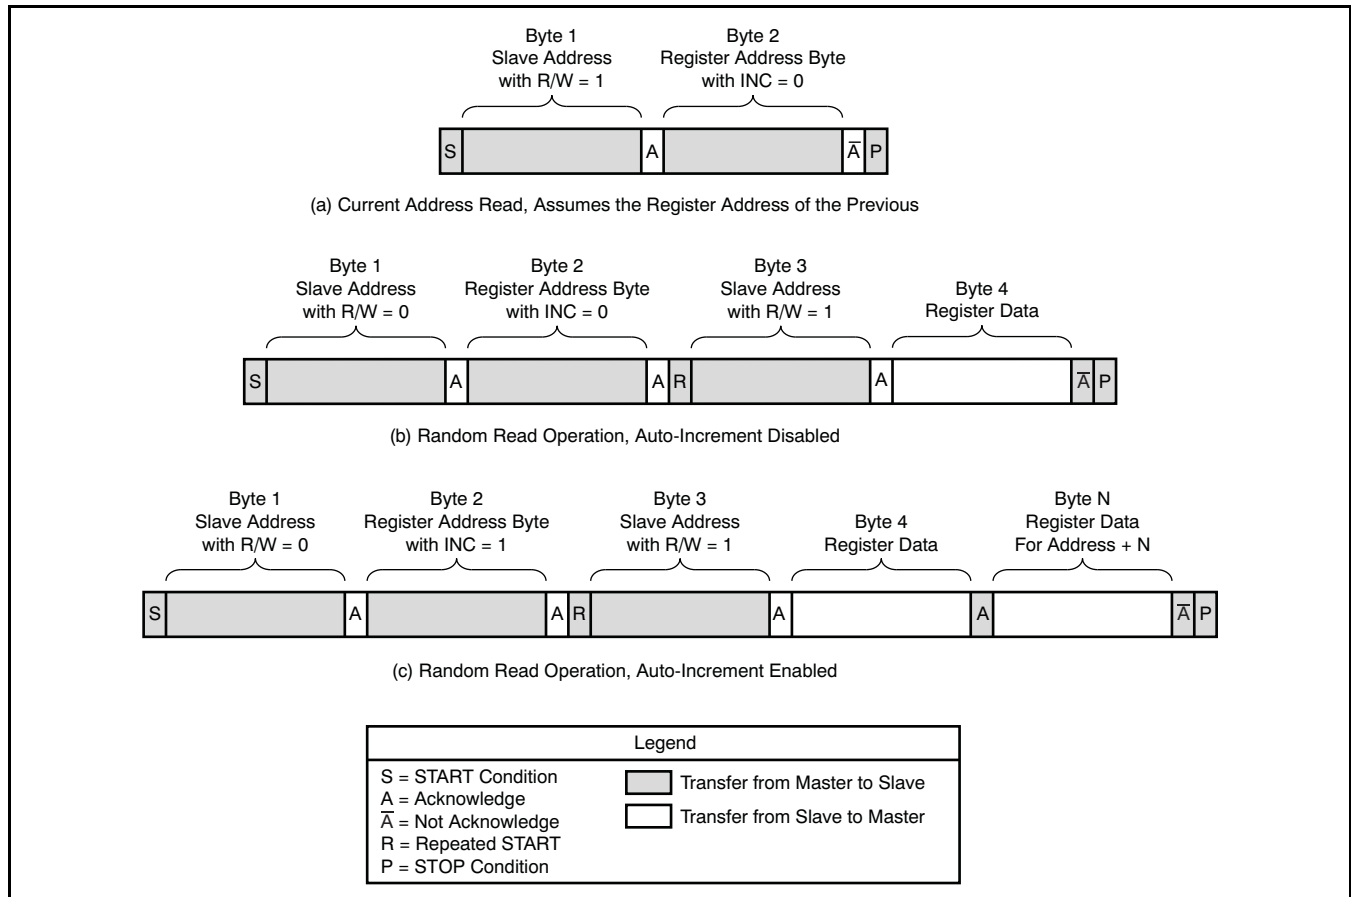 Byte 1
Slave Address
with R/W = 1
Byte 2
Register Address Byte
with INC = 0
S
A
A̅
P
(a) Current Address Read, Assumes the Register Address of the Previous
Byte 1
Slave Address
with R/W = 0
Byte 2
Register Address Byte
with INC = 0
Byte 3
Slave Address
with R/W = 1
Byte 4
Register Data
S
A
A
R
A
A̅
P
(b) Random Read Operation, Auto-Increment Disabled
Byte 1
Slave Address
with R/W = 0
Byte 2
Register Address Byte
with INC = 1
Byte 3
Slave Address
with R/W = 1
Byte 4
Register Data
Byte N
Register Data
For Address + N
S
A
A
R
A
A
A̅
P
(c) Random Read Operation, Auto-Increment Enabled
Legend
S = START Condition
A = Acknowledge
A̅ = Not Acknowledge
R = Repeated START
P = STOP Condition
Transfer from Master to Slave
Transfer from Slave to Master